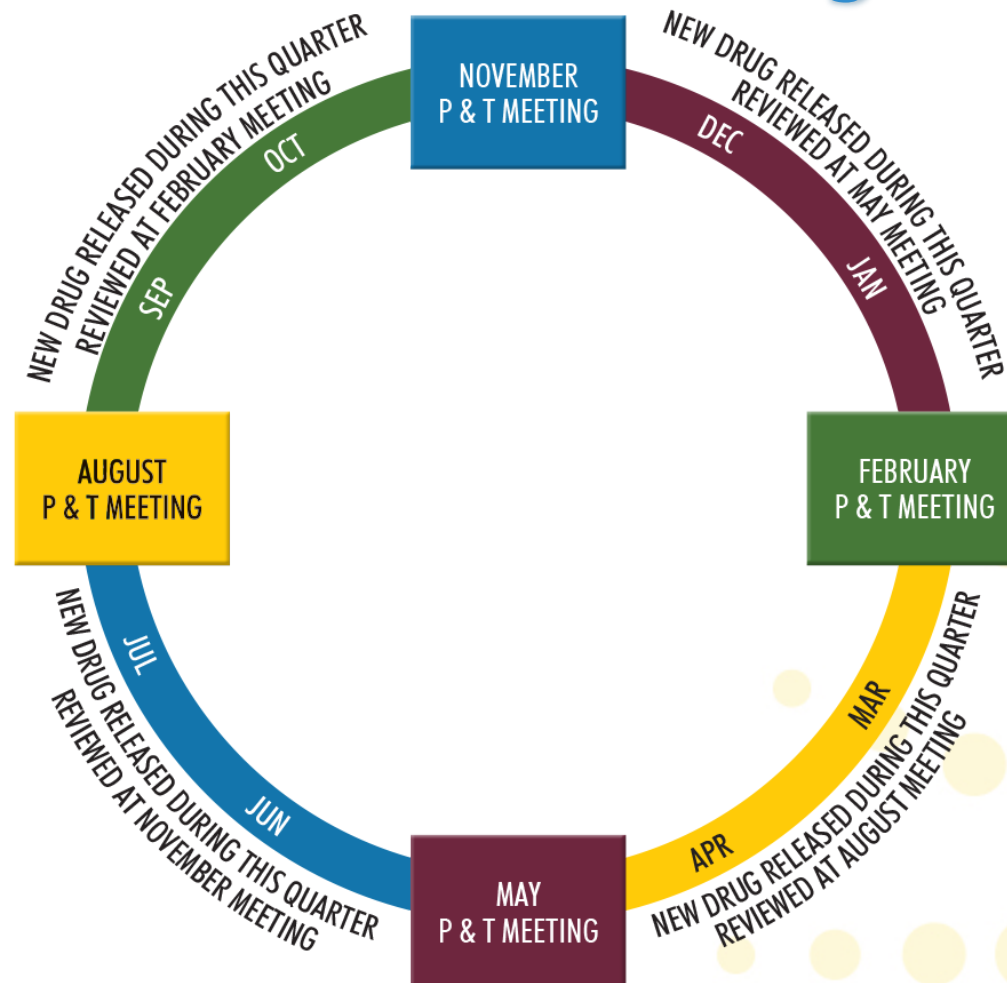 NOVEMBER
P & T MEETING
NEW DRUG RELEASED DURING THIS QUARTER
REVIEWED AT MAY MEETING
DEC
JAN
FEBRUARY
P & T MEETING
MAR
APR
NEW DRUG RELEASED DURING THIS QUARTER
REVIEWED AT AUGUST MEETING
MAY
P & T MEETING
JUN
JUL
NEW DRUG RELEASED DURING THIS QUARTER
REVIEWED AT NOVEMBER MEETING
AUGUST
P & T MEETING
SEP
OCT
NEW DRUG RELEASED DURING THIS QUARTER
REVIEWED AT FEBRUARY MEETING